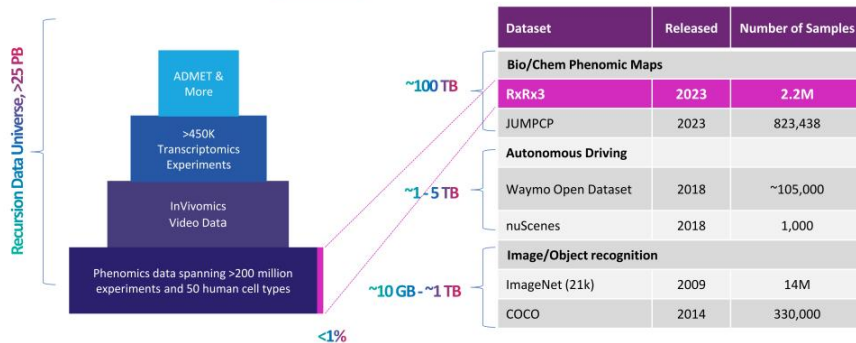 Recursion Data Universe, >25 PB
ADMET &
More
>450K
Transcriptomics
Experiments
InVivomics
Video Data
Phenomics data spanning >200 million
experiments and 50 human cell types
<1%
~100 TB
~1 - 5 TB
~10 GB - ~1 TB
Dataset Released Number of Samples
Bio/Chem Phenomic Maps
RxRx3 2023 2.2M
JUMPCP 2023 823,438
Autonomous Driving
Waymo Open Dataset 2018 ~105,000
nuScenes 2018 1,000
Image/Object recognition
ImageNet (21k) 2009 14M
COCO 2014 330,000